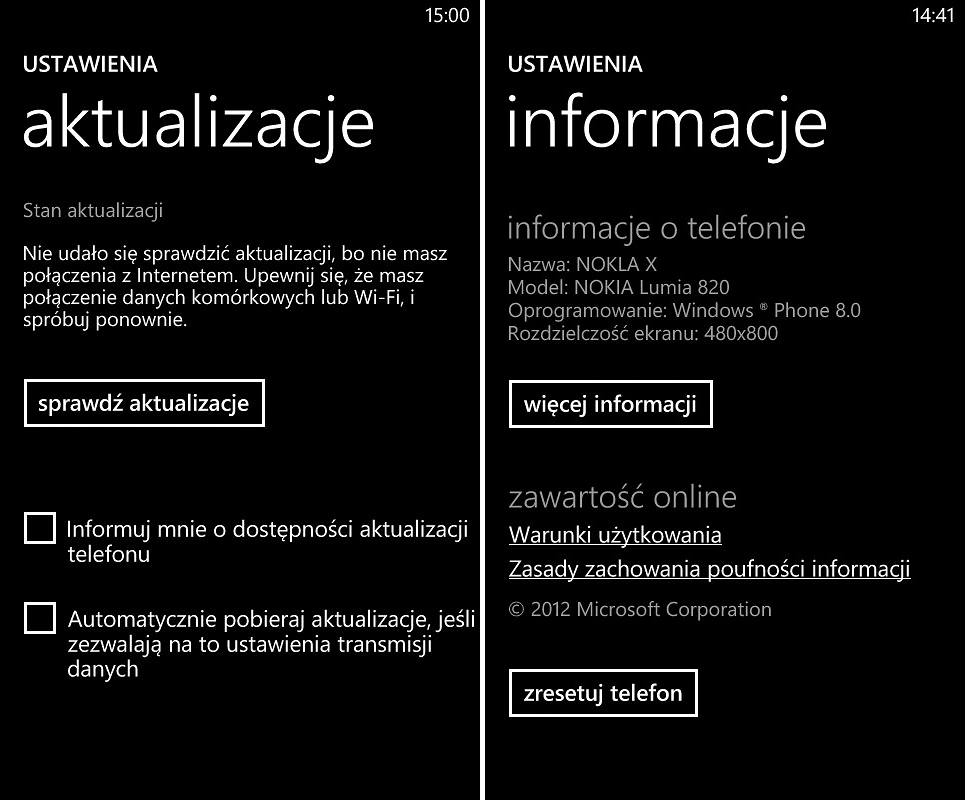 15:00
USTAWIENIA
aktualizacje
Stan aktualizacji
Nie udało się sprawdzić aktualizacji, bo nie masz
połączenia z Internetem. Upewnij się, że masz
połączenie danych komórkowych lub Wi-Fi, i
spróbuj ponownie.
sprawdź aktualizacje
Informuj mnie o dostępności aktualizacji
telefonu
Automatycznie pobieraj aktualizacje, jeśli
zezwalają na to ustawienia transmisji
danych
14:41
USTAWIENIA
informacje
informacje o telefonie
Nazwa: NOKLA X
Model: NOKIA Lumia 820
Oprogramowanie: Windows ® Phone 8.0
Rozdzielczość ekranu: 480x800
więcej informacji
zawartość online
Warunki użytkowania
Zasady zachowania poufności informacji
© 2012 Microsoft Corporation
zresetuj telefon